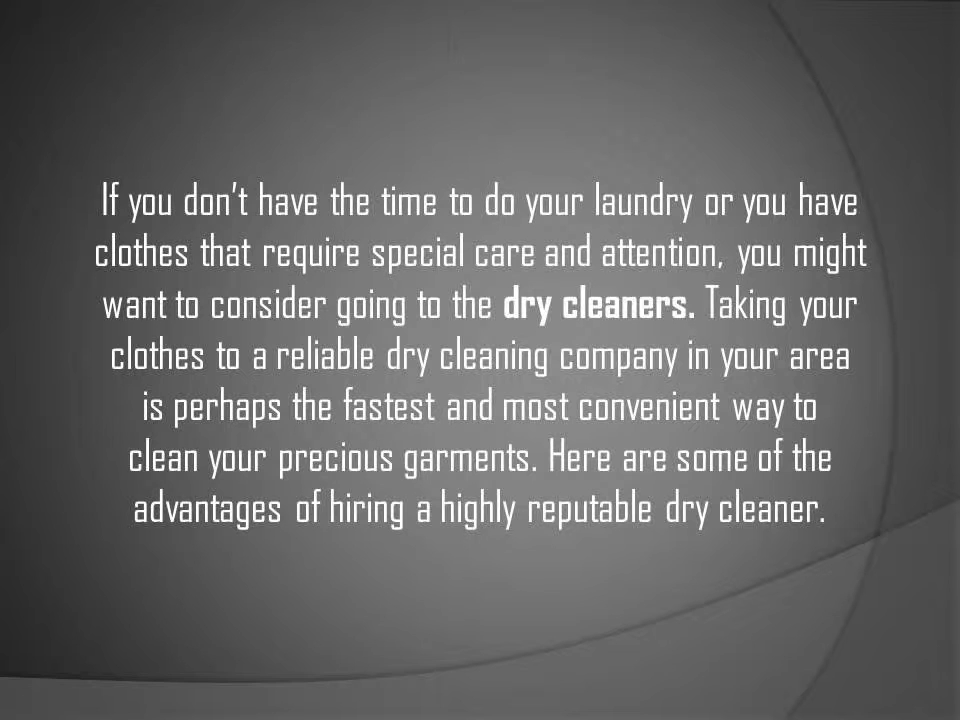 If you don't have the time to do your laundry or you have
clothes that require special care and attention, you might
want to consider going to the dry cleaners. Taking your
clothes to a reliable dry cleaning company in your area
is perhaps the fastest and most convenient way to
clean your precious garments. Here are some of the
advantages of hiring a highly reputable dry cleaner.